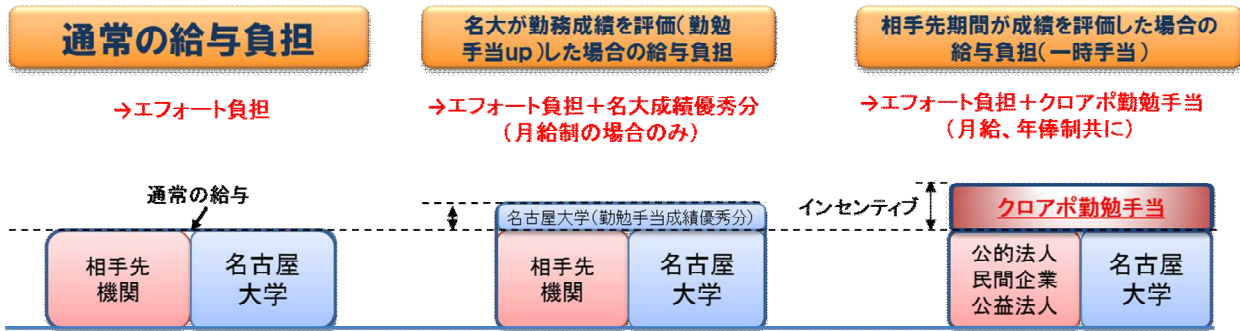 通常の給与負担
→エフォート負担
通常の給与
相手先
機関
名古屋
大学
名大が勤務成績を評価(勤勉
手当up)した場合の給与負担
→エフォート負担+名大成績優秀分
(月給制の場合のみ)
名古屋大学(勤勉手当成績優秀分)
相手先
機関
名古屋
大学
相手先期間が成績を評価した場合の
給与負担(一時手当)
→エフォート負担+クロアポ勤勉手当
(月給、年俸制共に)
インセンティブ
クロアポ勤勉手当
公的法人
民間企業
公益法人
名古屋
大学